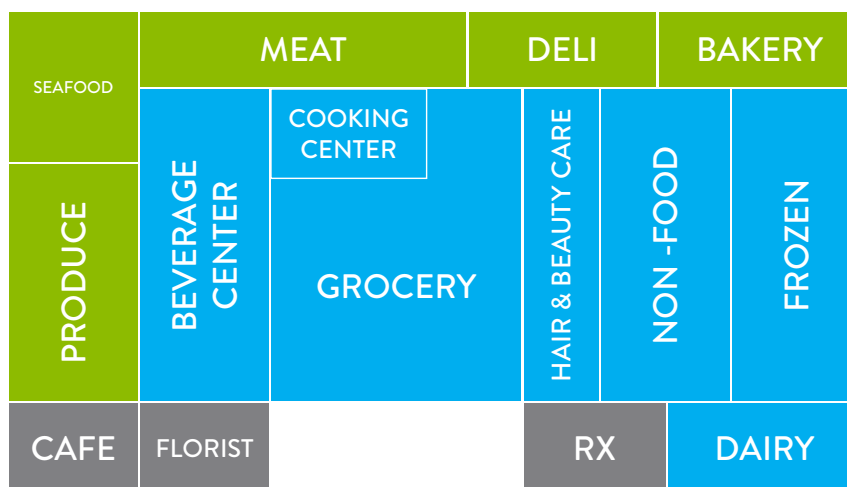 SEAFOOD
MEAT
DELI
BAKERY
PRODUCE
BEVERAGE
CENTER
COOKING
CENTER
GROCERY
HAIR & BEAUTY CARE
NON -FOOD
FROZEN
CAFE
FLORIST
RX
DAIRY